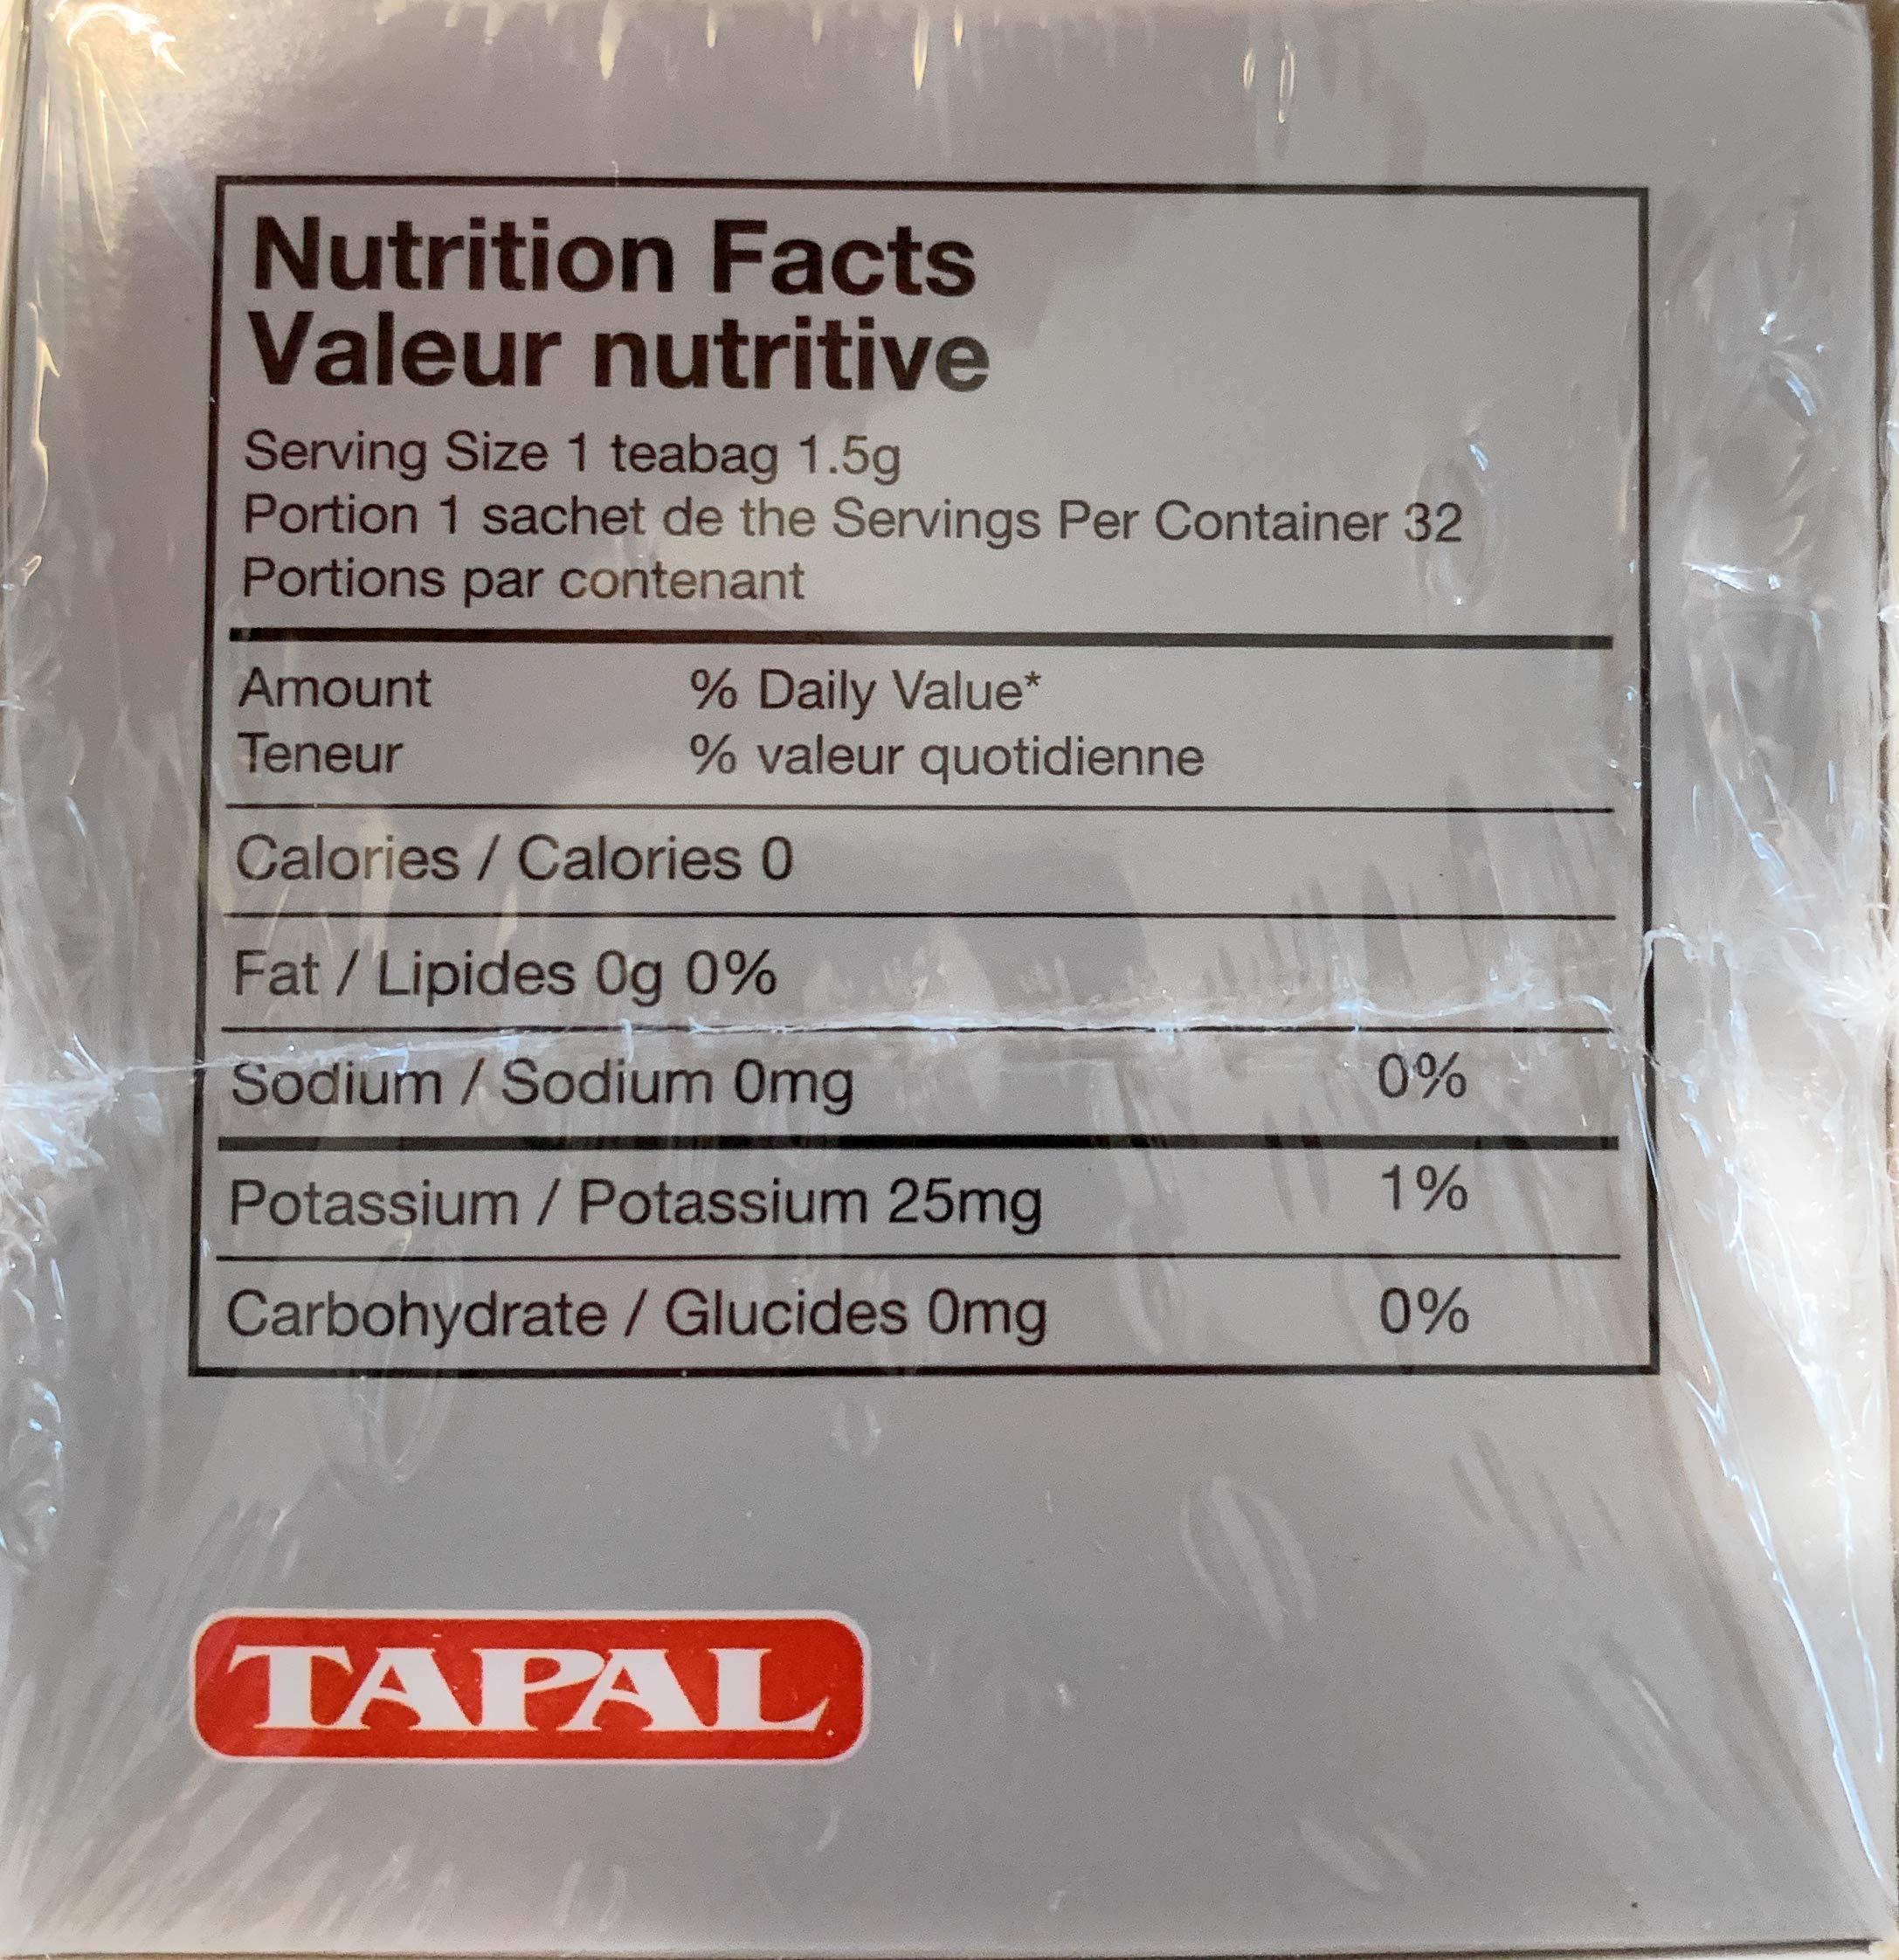 Nutrition Facts
Valeur nutritive
Serving Size 1 teabag 1.5g
Portion 1 sachet de the Servings Per Container 32
Portions par contenant
Amount % Daily Value*
Teneur % valeur quotidienne
Calories / Calories 0
Fat / Lipides 0g 0%
Sodium / Sodium 0mg 0%
Potassium / Potassium 25mg 1%
Carbohydrate / Glucides 0mg 0%
TAPAL